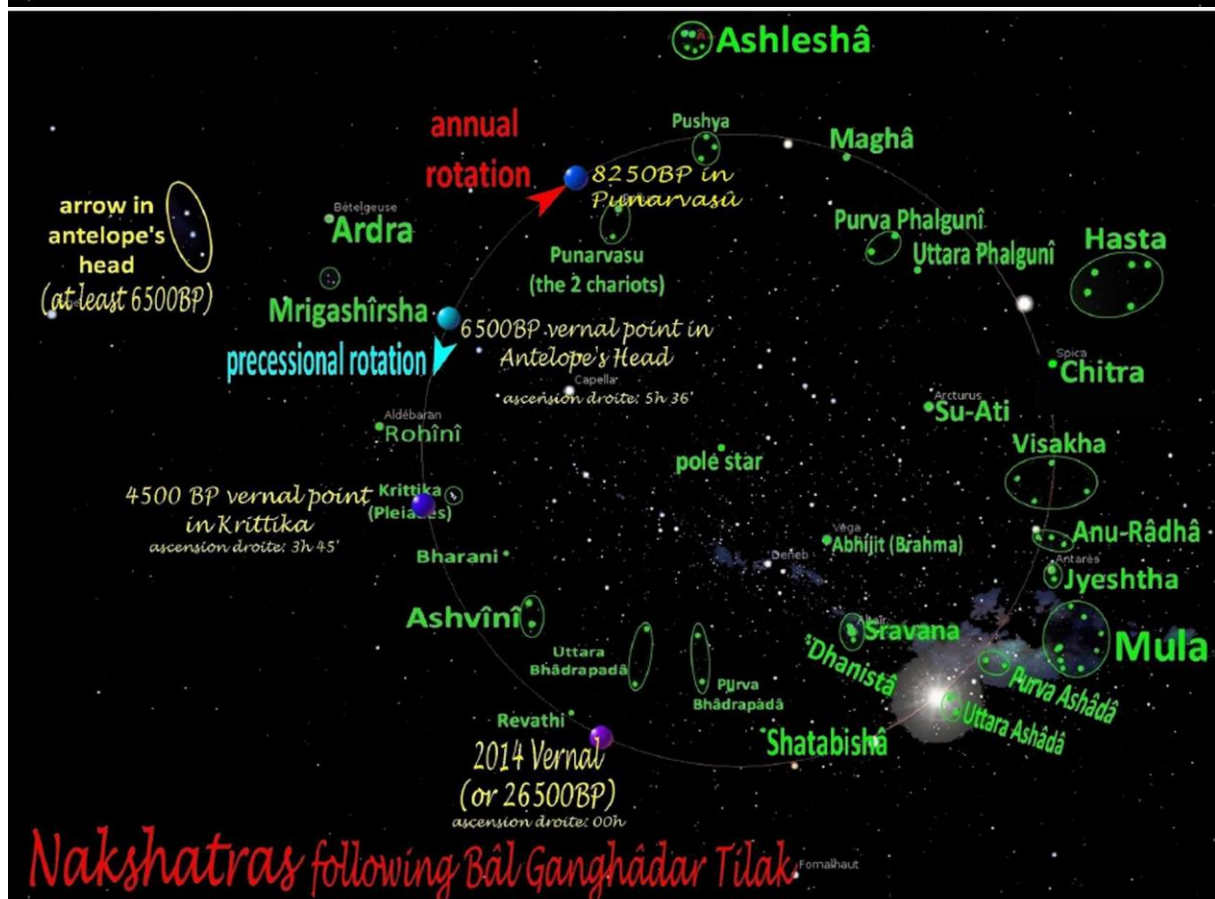 Ashleshâ
annual
rotation
Pushya
Maghâ
8250BP in
Punarvasû
arrow in
antelope's
head
(at least 6500BP)
Bételgeuse
Ardra
Punarvasu
(the 2 chariots)
Purva Phalgunî
Uttara Phalgunî
Hasta
Mrigashîrsha
6500BP vernal point in
Antelope's Head
precessional rotation
Capella
ascension droite: 5h 36'
Spica
Chitra
Arcturus
Su-Ati
Aldébaran
Rohînî
pole star
Visakha
4500 BP vernal point
in Krittika
ascension droite: 3h 45'
Krittika
(Pleiades)
Bharani
Véga
Abhijit (Brahma)
Deneb
Anu-Râdhâ
Antarès
Jyeshtha
Ashvînî
Altaïr
Sravana
Mula
Uttara
Bhâdrapadâ
Purva
Bhâdrapadâ
Dhanistâ
Purva Ashâdâ
Uttara Ashâdâ
Revathi
Shatabishâ
2014 Vernal
(or 26500BP)
ascension droite: 00h
Nakshatras following Bâl Ganghâdar Tilak
Fomalhaut